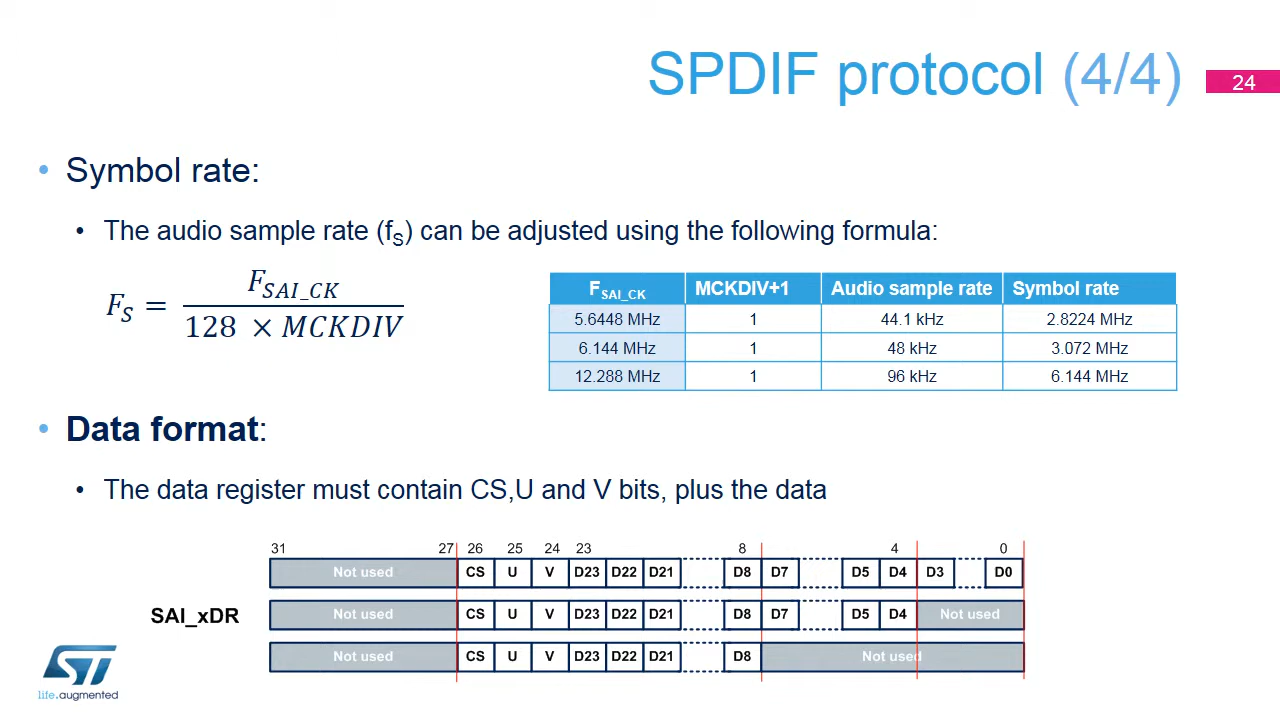 SPDIF protocol (4/4)
24
• Symbol rate:
• The audio sample rate (fS) can be adjusted using the following formula:
FS = FSAI_CK / 128 × MCKDIV
FSAI_CK MCKDIV+1 Audio sample rate Symbol rate
5.6448 MHz 1 44.1 kHz 2.8224 MHz
6.144 MHz 1 48 kHz 3.072 MHz
12.288 MHz 1 96 kHz 6.144 MHz
• Data format:
• The data register must contain CS,U and V bits, plus the data
31 27 26 25 24 23 8 4 0
Not used CS U V D23 D22 D21 D8 D7 D5 D4 D3 D0
SAI_xDR Not used CS U V D23 D22 D21 D8 D7 D5 D4 Not used
Not used CS U V D23 D22 D21 D8 Not used
ST
life.augmented